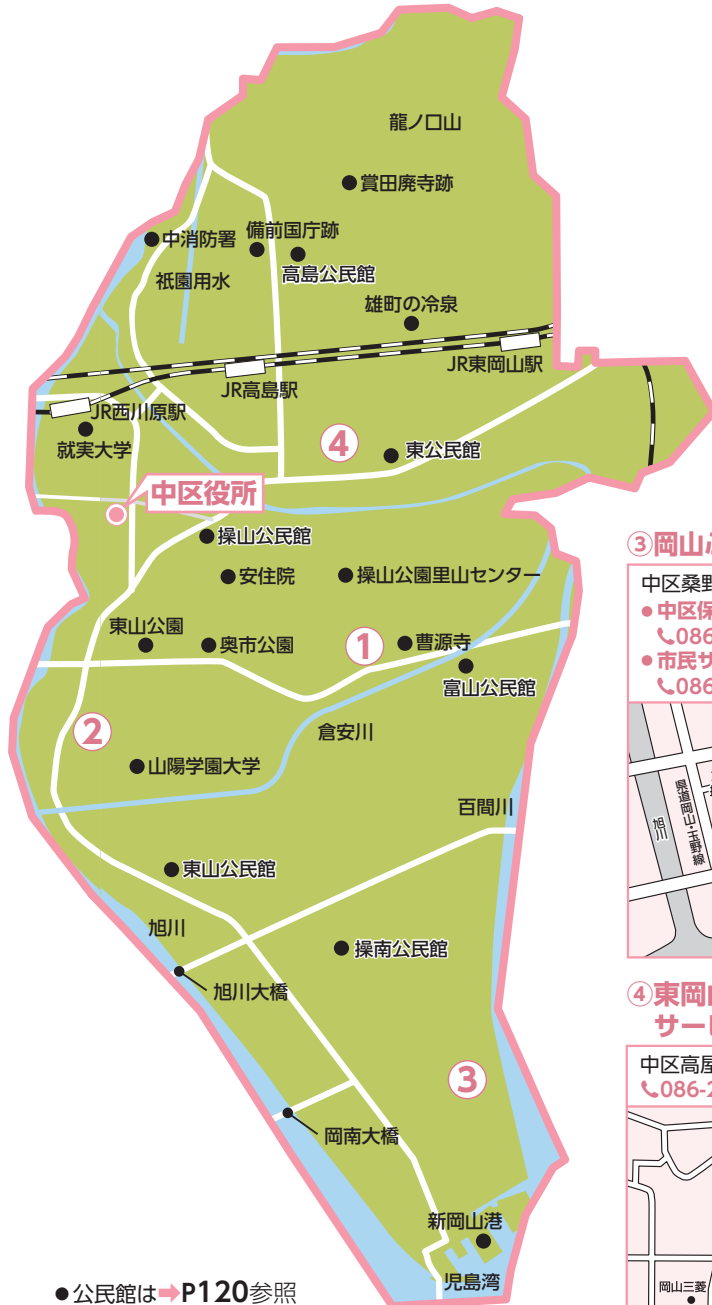 龍ノ口山
賞田廃寺跡
中消防署
備前国庁跡
高島公民館
祇園用水
雄町の冷泉
JR東岡山駅
JR高島駅
JR西川原駅
就実大学
④
東公民館
中区役所
操山公民館
安住院
操山公園里山センター
東山公園
奥市公園
①
曹源寺
富山公民館
②
倉安川
山陽学園大学
百間川
東山公民館
旭川
操南公民館
旭川大橋
③
岡南大橋
新岡山港
児島湾
●公民館は➡P120参照
③岡山ふ
中区桑野
●中区保
086
●市民サ
086
旭川
県道岡山・玉野線
④東岡山
サービ
中区高屋
086-2
岡山三菱